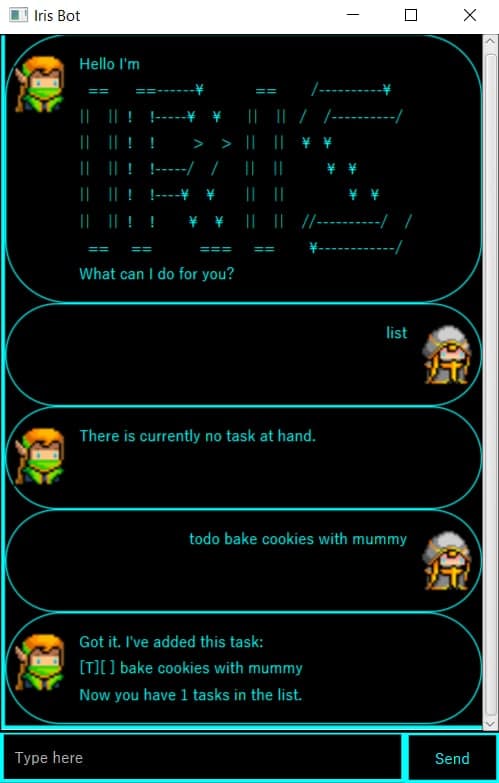 Iris Bot
Hello I'm
 ==   ==------¥      ==    /----------¥
||  || !  !-----¥  ¥   ||  ||  /  /----------/
||  || !  !     >  >  ||  ||  ¥  ¥
||  || !  !-----/  /   ||  ||     ¥  ¥
||  || !  !----¥  ¥    ||  ||        ¥  ¥
||  || !  !    ¥  ¥   ||  ||  //----------/  /
 ==  ==      ===  ==    ¥------------/
What can I do for you?
list
There is currently no task at hand.
todo bake cookies with mummy
Got it. I've added this task:
[T][ ] bake cookies with mummy
Now you have 1 tasks in the list.
Type here
Send